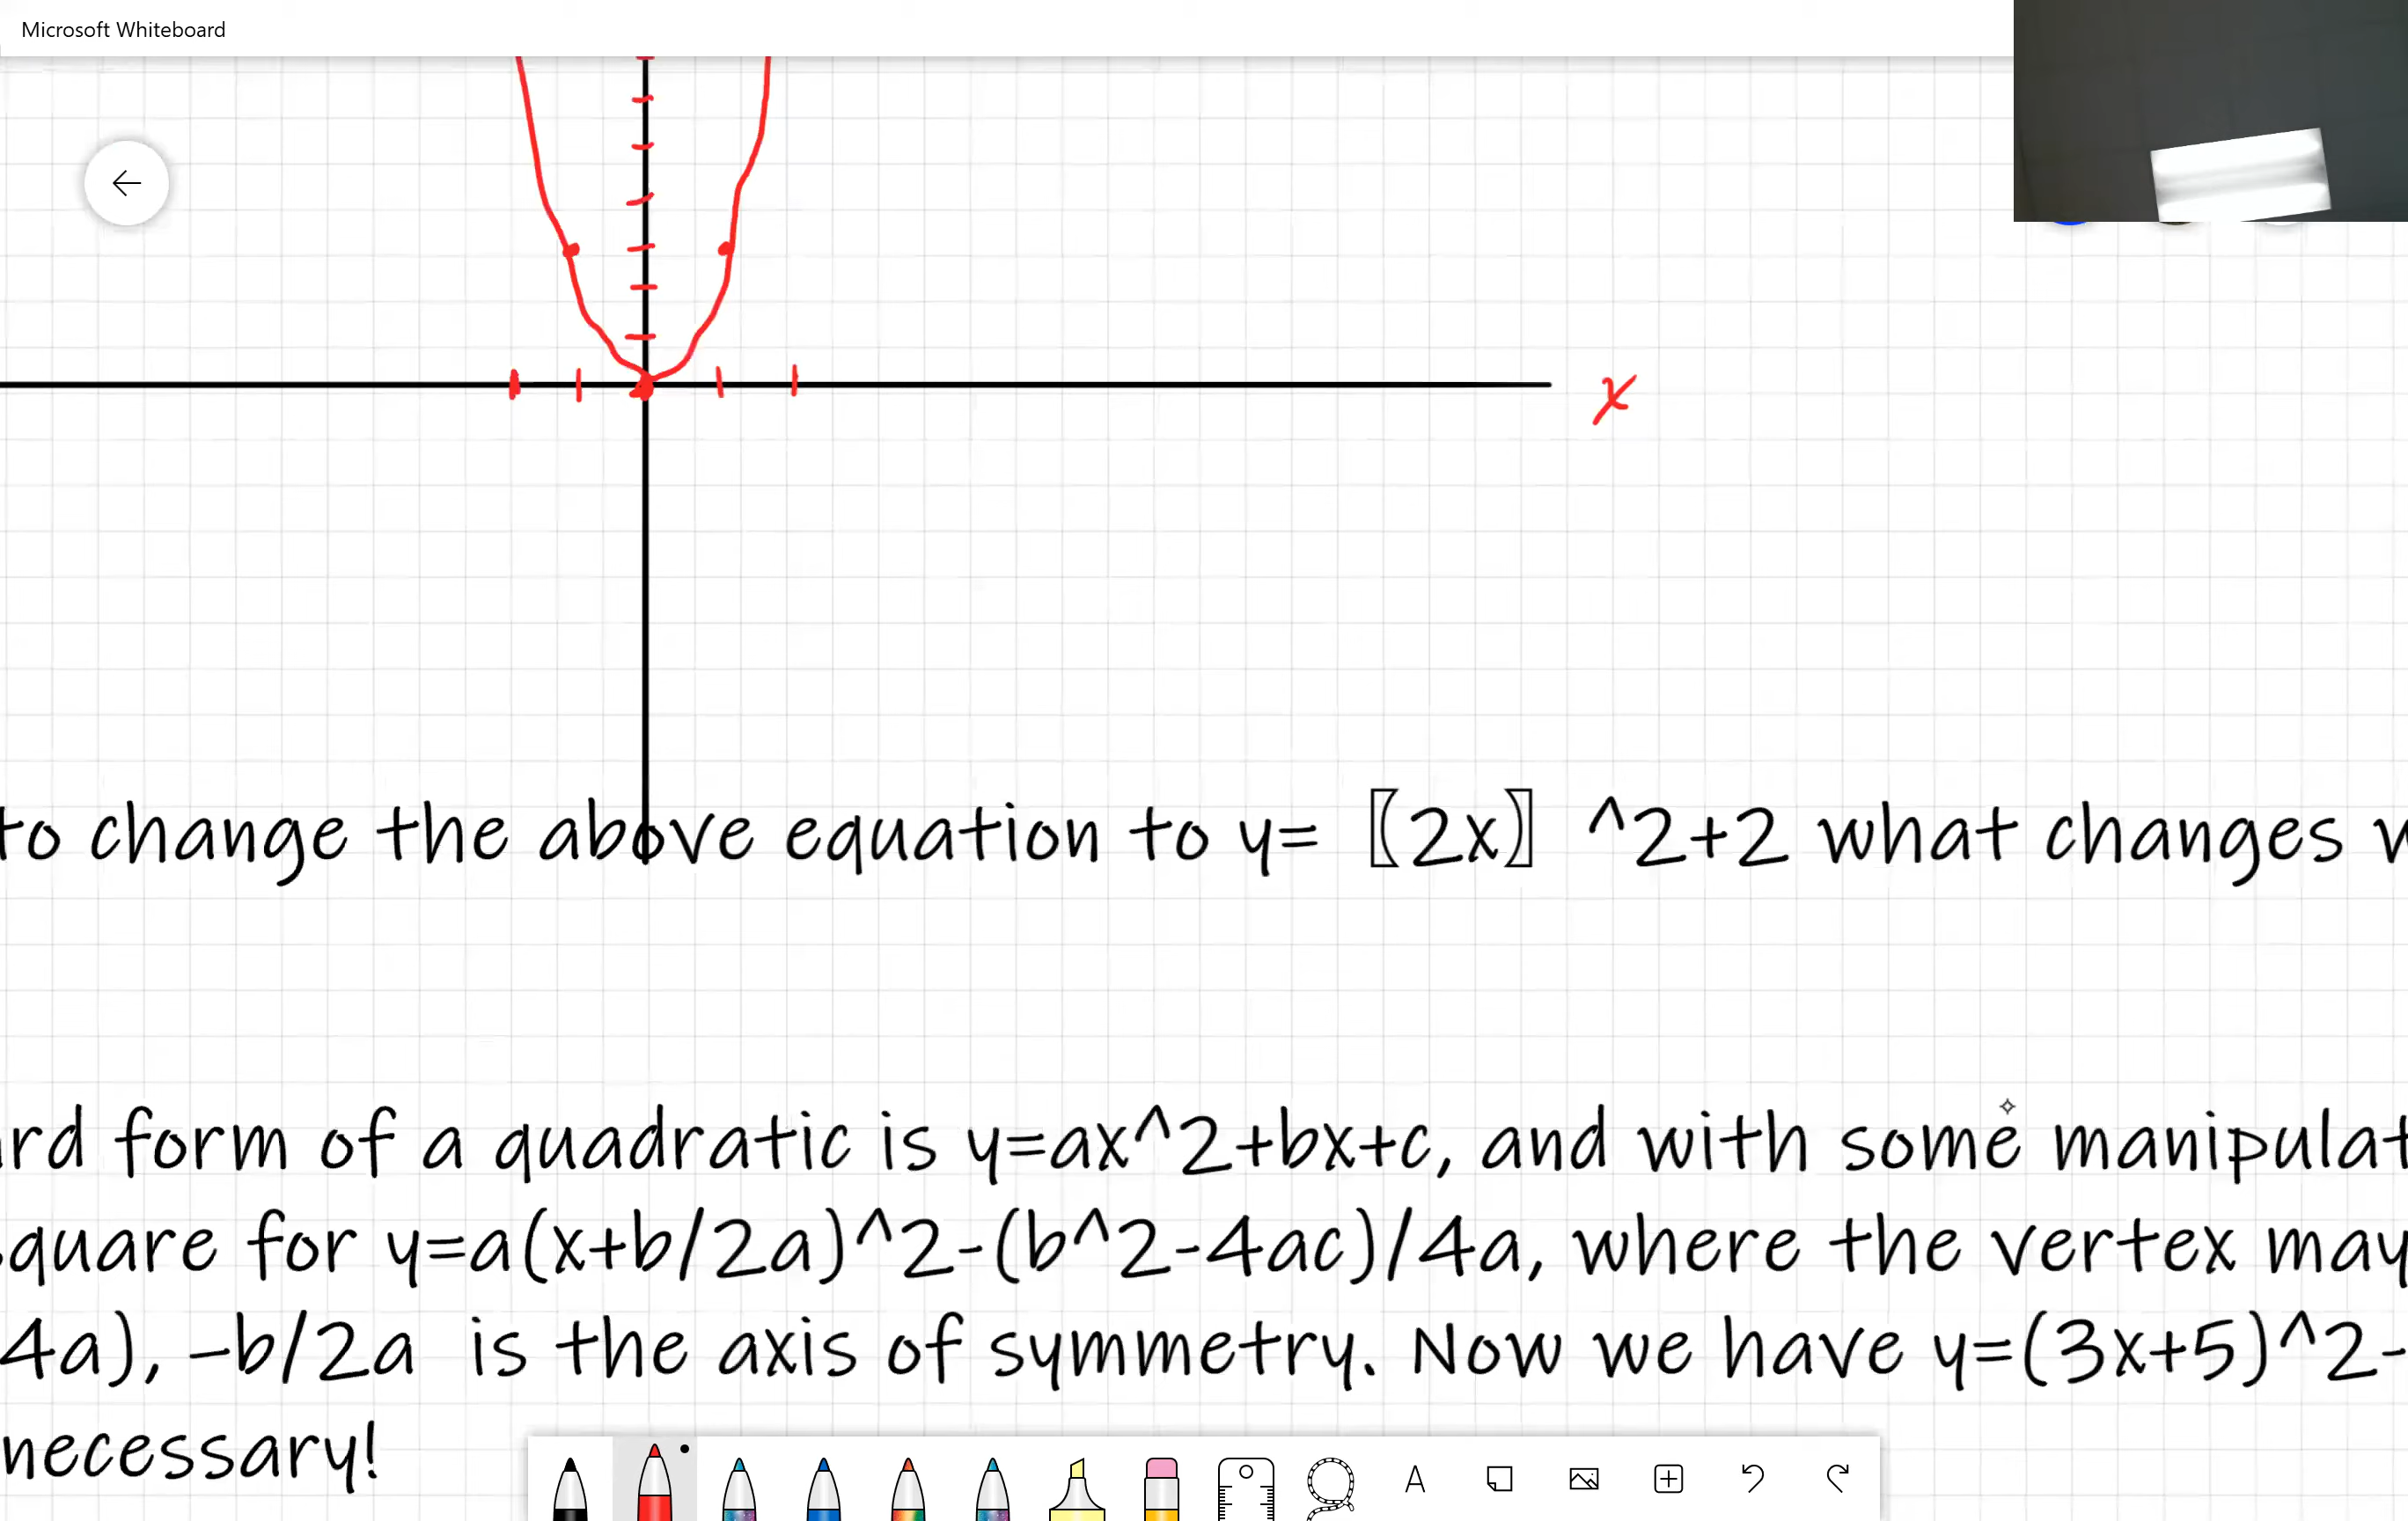 Microsoft Whiteboard
x
to change the above equation to y= 〖2x〗 ^2+2 what changes
rd form of a quadratic is y=ax^2+bx+c, and with some manipulat
quare for y=a(x+b/2a)^2-(b^2-4ac)/4a, where the vertex may
4a), -b/2a is the axis of symmetry. Now we have y=(3x+5)^2-
necessary!
A